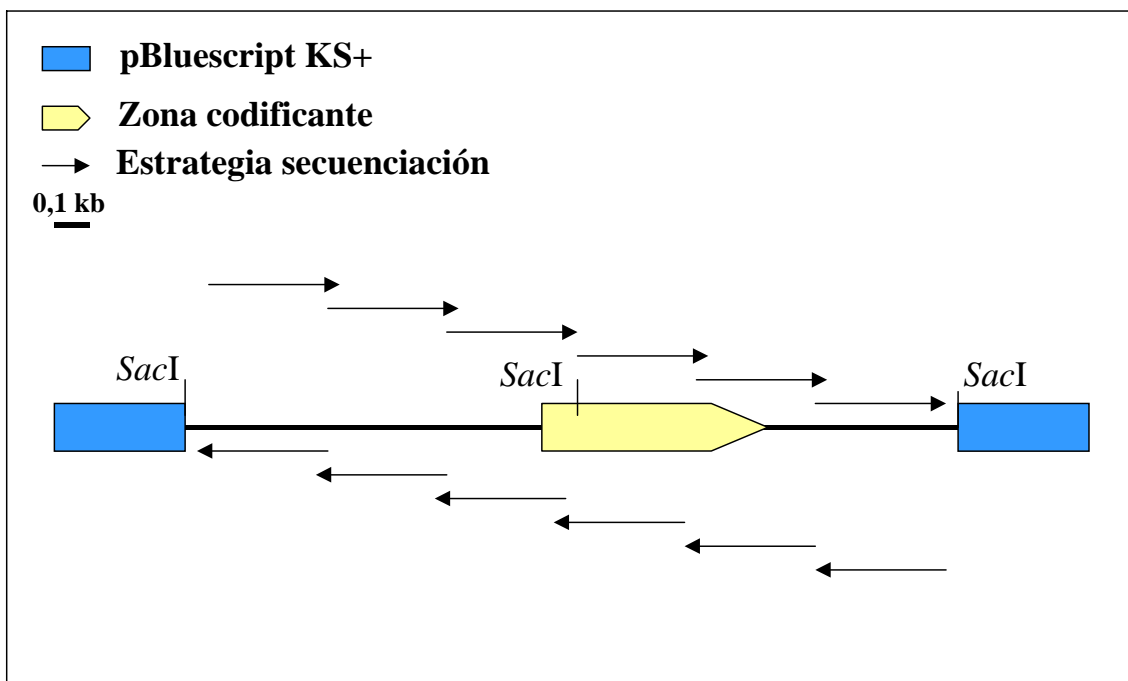 pBluescript KS+
Zona codificante
Estrategia secuenciación
0,1 kb
SacI
SacI
SacI